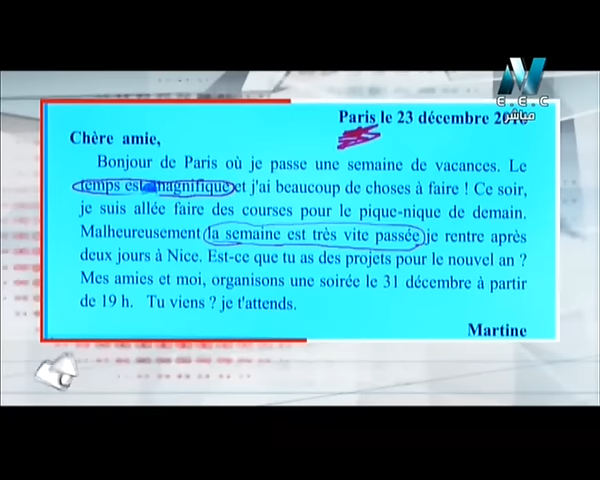 E.E.C
مباشر
Paris le 23 décembre
Chère amie,
Bonjour de Paris où je passe une semaine de vacances. Le
temps est magnifique et j'ai beaucoup de choses à faire ! Ce soir,
je suis allée faire des courses pour le pique-nique de demain.
Malheureusement la semaine est très vite passée je rentre après
deux jours à Nice. Est-ce que tu as des projets pour le nouvel an ?
Mes amies et moi, organisons une soirée le 31 décembre à partir
de 19 h. Tu viens ? je t'attends.
Martine